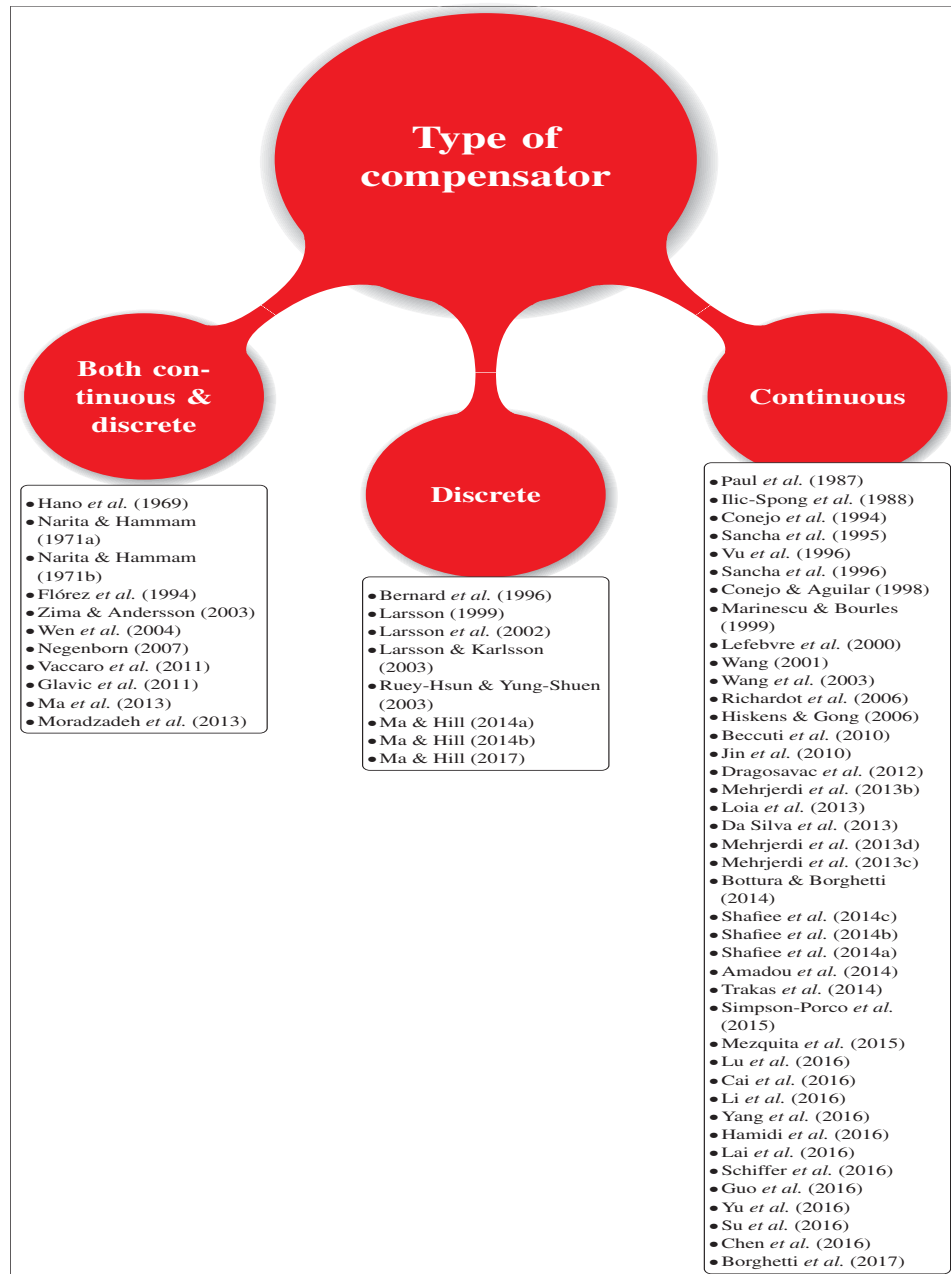 Type of
compensator
Both con-
tinuous &
discrete
• Hano et al. (1969)
• Narita & Hammam
(1971a)
• Narita & Hammam
(1971b)
• Flórez et al. (1994)
• Zima & Andersson (2003)
• Wen et al. (2004)
• Negenborn (2007)
• Vaccaro et al. (2011)
• Glavic et al. (2011)
• Ma et al. (2013)
• Moradzadeh et al. (2013)
Discrete
• Bernard et al. (1996)
• Larsson (1999)
• Larsson et al. (2002)
• Larsson & Karlsson
(2003)
• Ruey-Hsun & Yung-Shuen
(2003)
• Ma & Hill (2014a)
• Ma & Hill (2014b)
• Ma & Hill (2017)
Continuous
• Paul et al. (1987)
• Ilic-Spong et al. (1988)
• Conejo et al. (1994)
• Sancha et al. (1995)
• Vu et al. (1996)
• Sancha et al. (1996)
• Conejo & Aguilar (1998)
• Marinescu & Bourles
(1999)
• Lefebvre et al. (2000)
• Wang (2001)
• Wang et al. (2003)
• Richardot et al. (2006)
• Hiskens & Gong (2006)
• Beccuti et al. (2010)
• Jin et al. (2010)
• Dragosavac et al. (2012)
• Mehrjerdi et al. (2013b)
• Loia et al. (2013)
• Da Silva et al. (2013)
• Mehrjerdi et al. (2013d)
• Mehrjerdi et al. (2013c)
• Bottura & Borghetti
(2014)
• Shafiee et al. (2014c)
• Shafiee et al. (2014b)
• Shafiee et al. (2014a)
• Amadou et al. (2014)
• Trakas et al. (2014)
• Simpson-Porco et al.
(2015)
• Mezquita et al. (2015)
• Lu et al. (2016)
• Cai et al. (2016)
• Li et al. (2016)
• Yang et al. (2016)
• Hamidi et al. (2016)
• Lai et al. (2016)
• Schiffer et al. (2016)
• Guo et al. (2016)
• Yu et al. (2016)
• Su et al. (2016)
• Chen et al. (2016)
• Borghetti et al. (2017)